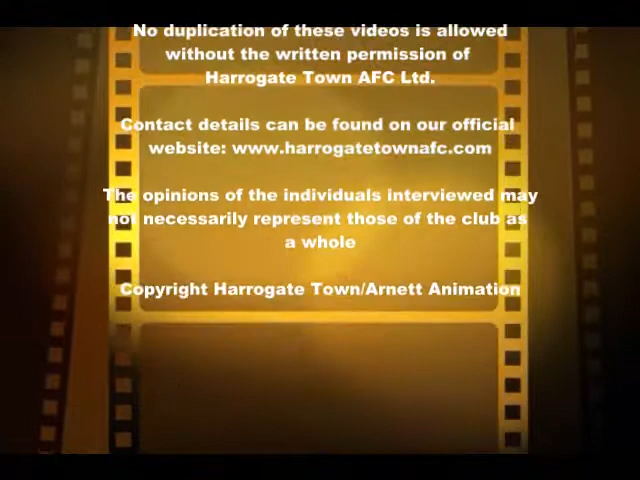 No duplication of these videos is allowed
without the written permission of
Harrogate Town AFC Ltd.
Contact details can be found on our official
website: www.harrogatetownafc.com
The opinions of the individuals interviewed may
not necessarily represent those of the club as
a whole
Copyright Harrogate Town/Arnett Animation